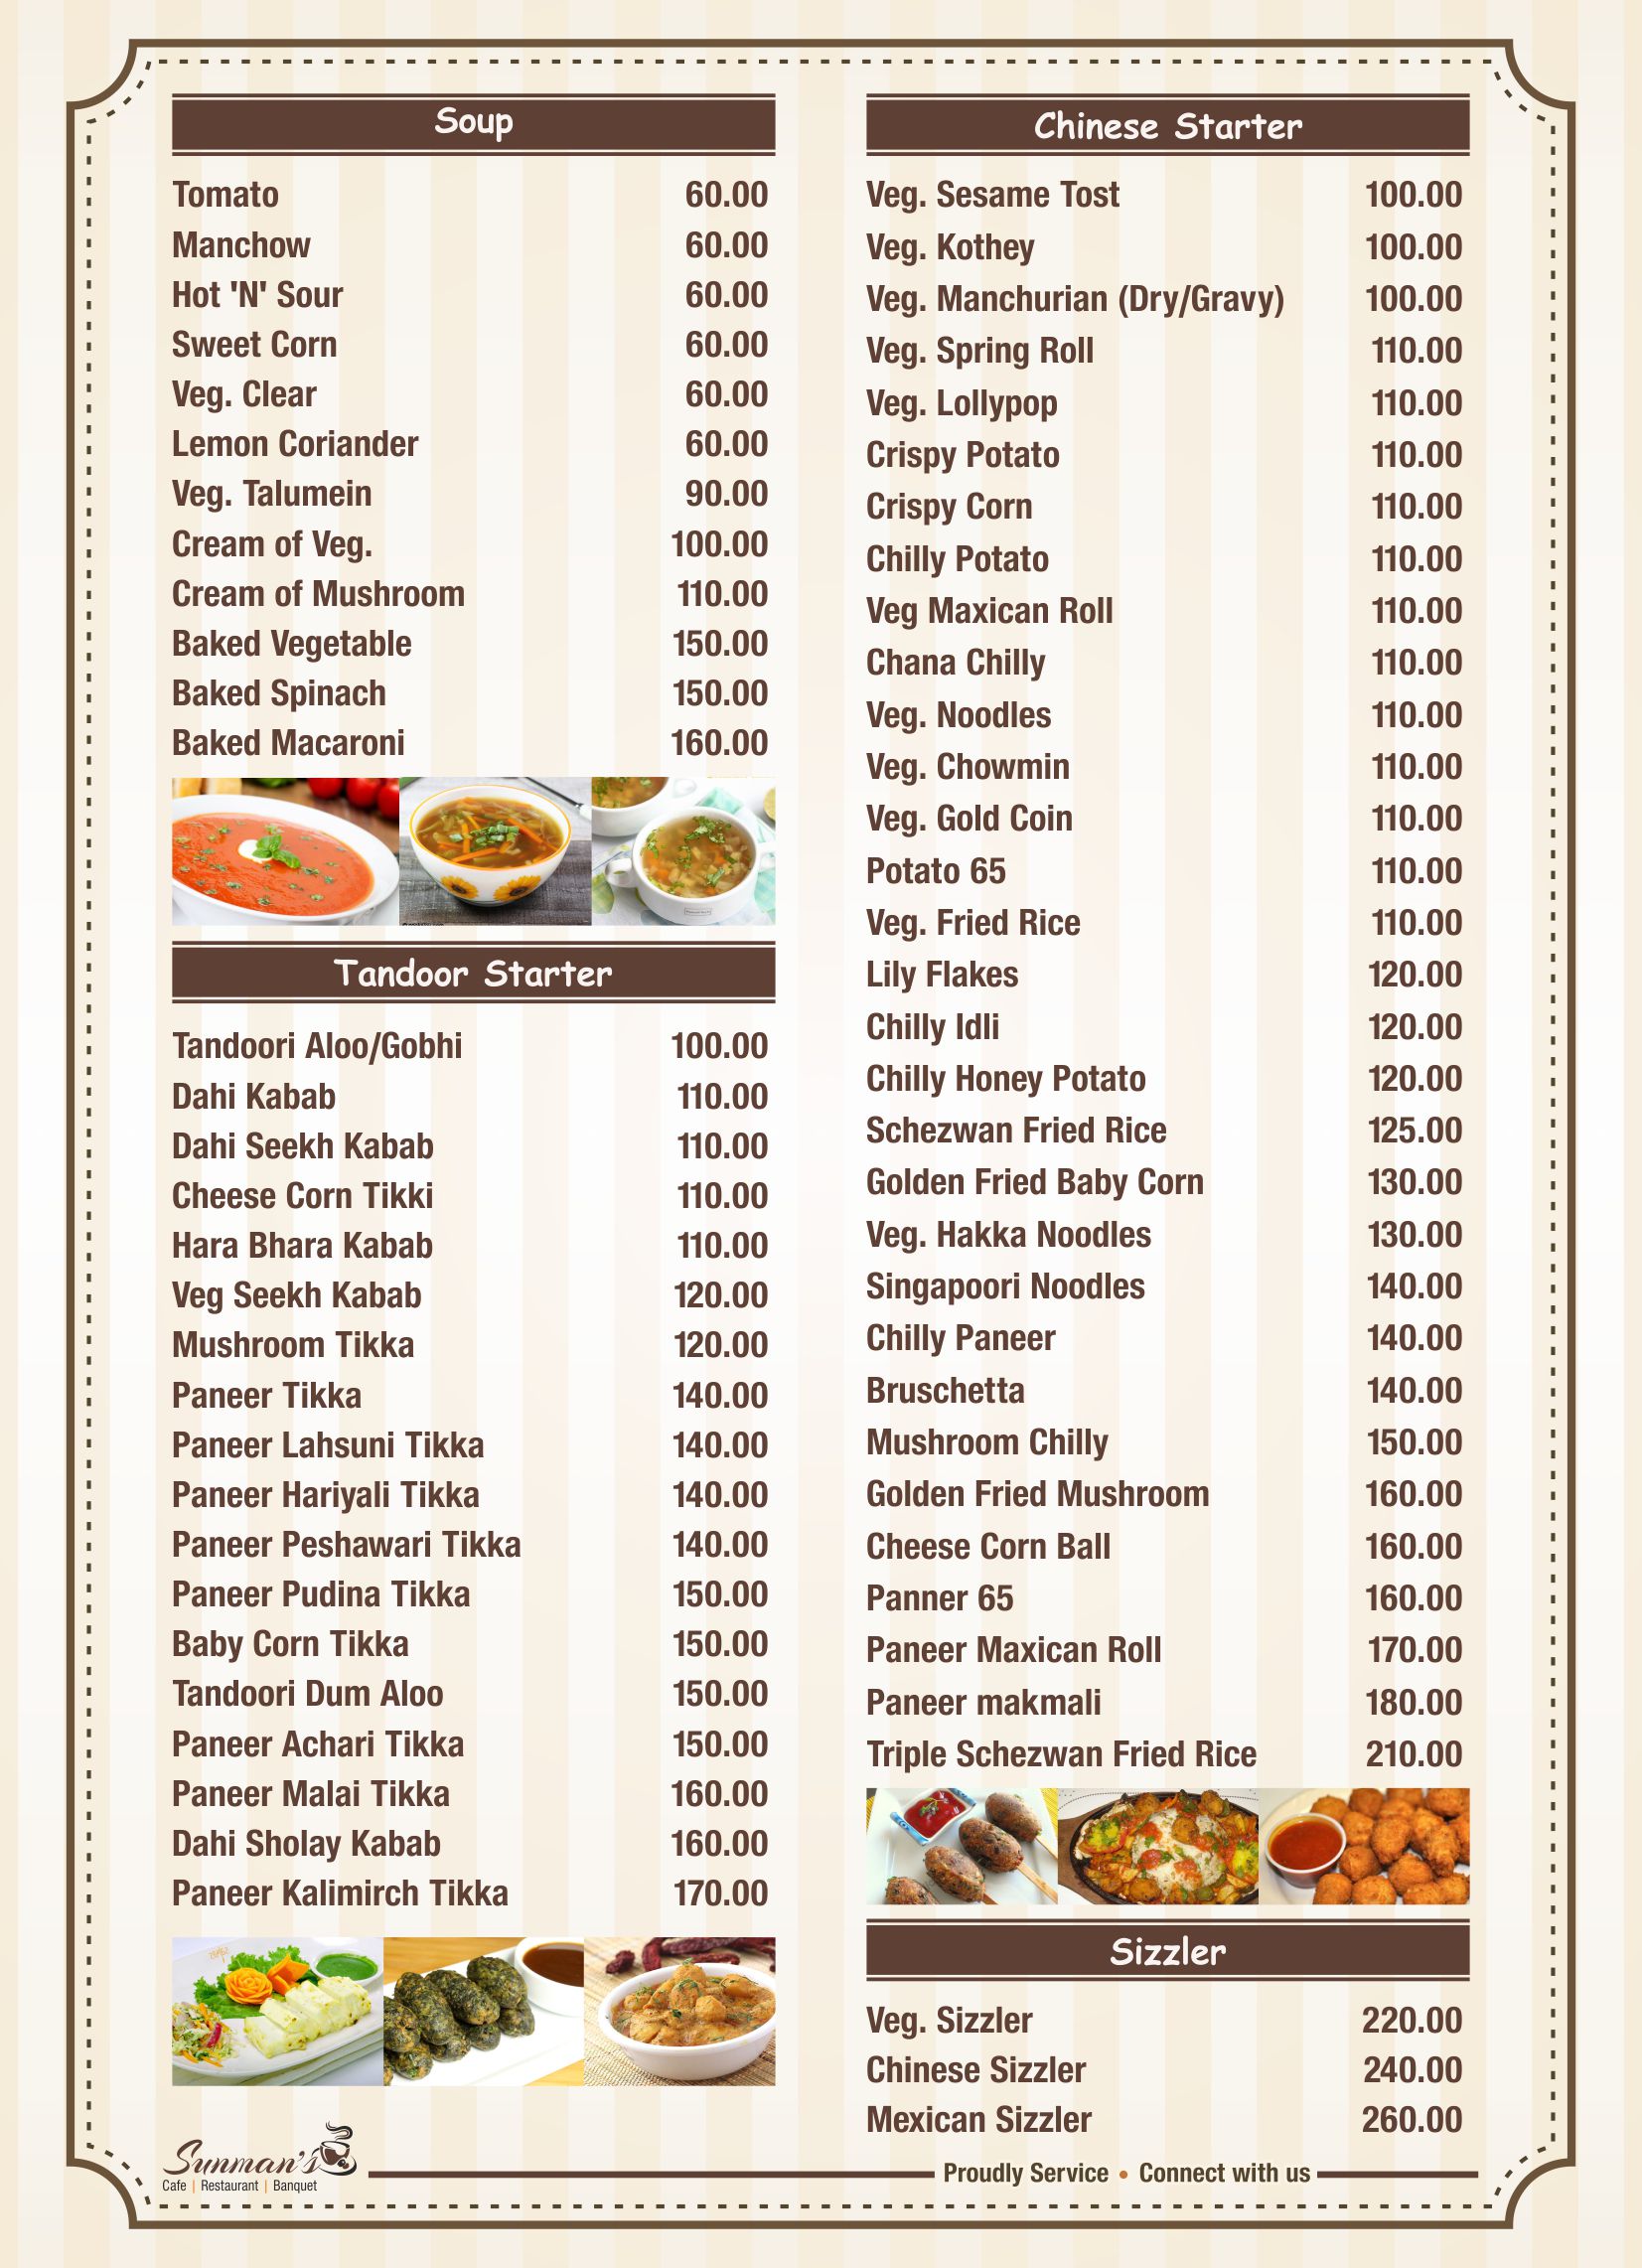 Soup
Tomato 60.00
Manchow 60.00
Hot 'N' Sour 60.00
Sweet Corn 60.00
Veg. Clear 60.00
Lemon Coriander 60.00
Veg. Talumein 90.00
Cream of Veg. 100.00
Cream of Mushroom 110.00
Baked Vegetable 150.00
Baked Spinach 150.00
Baked Macaroni 160.00
Tandoor Starter
Tandoori Aloo/Gobhi 100.00
Dahi Kabab 110.00
Dahi Seekh Kabab 110.00
Cheese Corn Tikki 110.00
Hara Bhara Kabab 110.00
Veg Seekh Kabab 120.00
Mushroom Tikka 120.00
Paneer Tikka 140.00
Paneer Lahsuni Tikka 140.00
Paneer Hariyali Tikka 140.00
Paneer Peshawari Tikka 140.00
Paneer Pudina Tikka 150.00
Baby Corn Tikka 150.00
Tandoori Dum Aloo 150.00
Paneer Achari Tikka 150.00
Paneer Malai Tikka 160.00
Dahi Sholay Kabab 160.00
Paneer Kalimirch Tikka 170.00
Chinese Starter
Veg. Sesame Tost 100.00
Veg. Kothey 100.00
Veg. Manchurian (Dry/Gravy) 100.00
Veg. Spring Roll 110.00
Veg. Lollypop 110.00
Crispy Potato 110.00
Crispy Corn 110.00
Chilly Potato 110.00
Veg Maxican Roll 110.00
Chana Chilly 110.00
Veg. Noodles 110.00
Veg. Chowmin 110.00
Veg. Gold Coin 110.00
Potato 65 110.00
Veg. Fried Rice 110.00
Lily Flakes 120.00
Chilly Idli 120.00
Chilly Honey Potato 120.00
Schezwan Fried Rice 125.00
Golden Fried Baby Corn 130.00
Veg. Hakka Noodles 130.00
Singapoori Noodles 140.00
Chilly Paneer 140.00
Bruschetta 140.00
Mushroom Chilly 150.00
Golden Fried Mushroom 160.00
Cheese Corn Ball 160.00
Panner 65 160.00
Paneer Maxican Roll 170.00
Paneer makmali 180.00
Triple Schezwan Fried Rice 210.00
Sizzler
Veg. Sizzler 220.00
Chinese Sizzler 240.00
Mexican Sizzler 260.00
Sunman's
Cafe | Restaurant | Banquet
Proudly Service • Connect with us